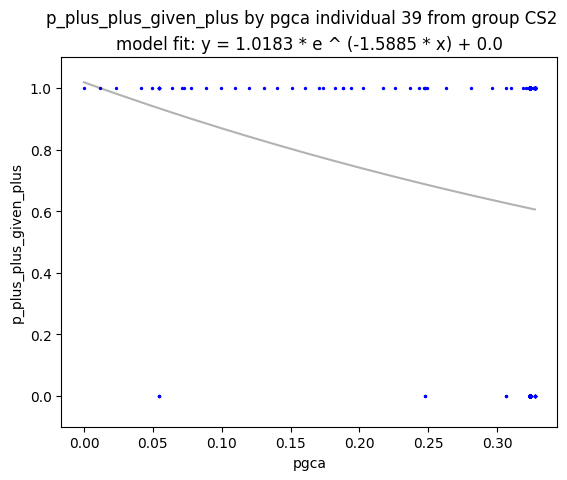 p_plus_plus_given_plus by pgca individual 39 from group CS2
model fit: y = 1.0183 * e ^ (-1.5885 * x) + 0.0
1.0
0.8
0.6
0.4
0.2
0.0
p_plus_plus_given_plus
0.00 0.05 0.10 0.15 0.20 0.25 0.30
pgca